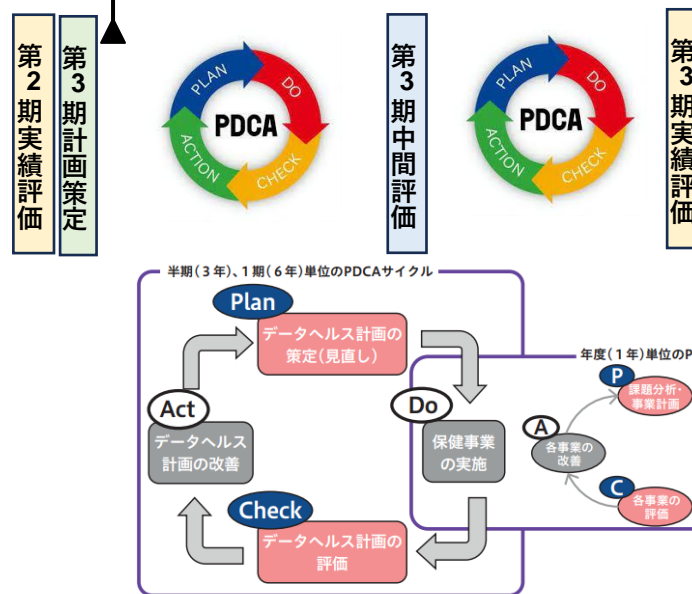 第2期実績評価
第3期計画策定
PLAN
DO
PDCA
ACTION
CHECK
第3期中間評価
PLAN
DO
PDCA
ACTION
CHECK
第3期実績評価
半期(3年)、1期(6年)単位のPDCAサイクル
Plan
データヘルス計画の
策定(見直し)
Act
データヘルス
計画の改善
Do
保健事業
の実施
Check
データヘルス計画の
評価
年度(1年)単位のP
P
課題分析・
事業計画
A
各事業の
改善
C
各事業の
評価